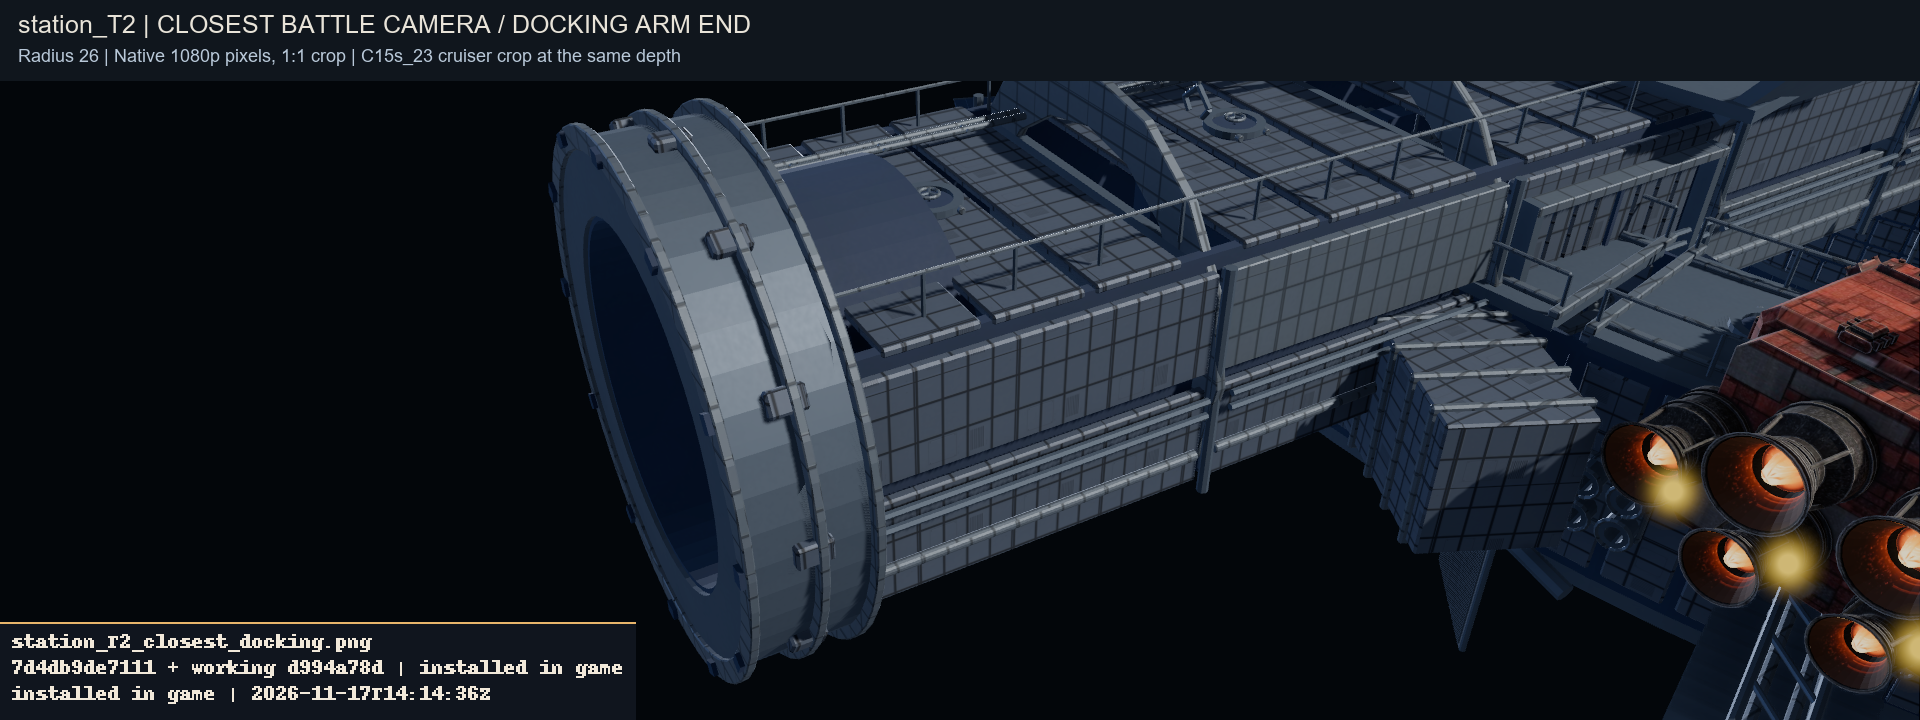 station_T2 | CLOSEST BATTLE CAMERA / DOCKING ARM END
Radius 26 | Native 1080p pixels, 1:1 crop | C15s_23 cruiser crop at the same depth
station_T2_closest_docking.png
7d4db9de7111 + working d994a78d | installed in game
installed in game | 2026-11-17T14:14:36Z